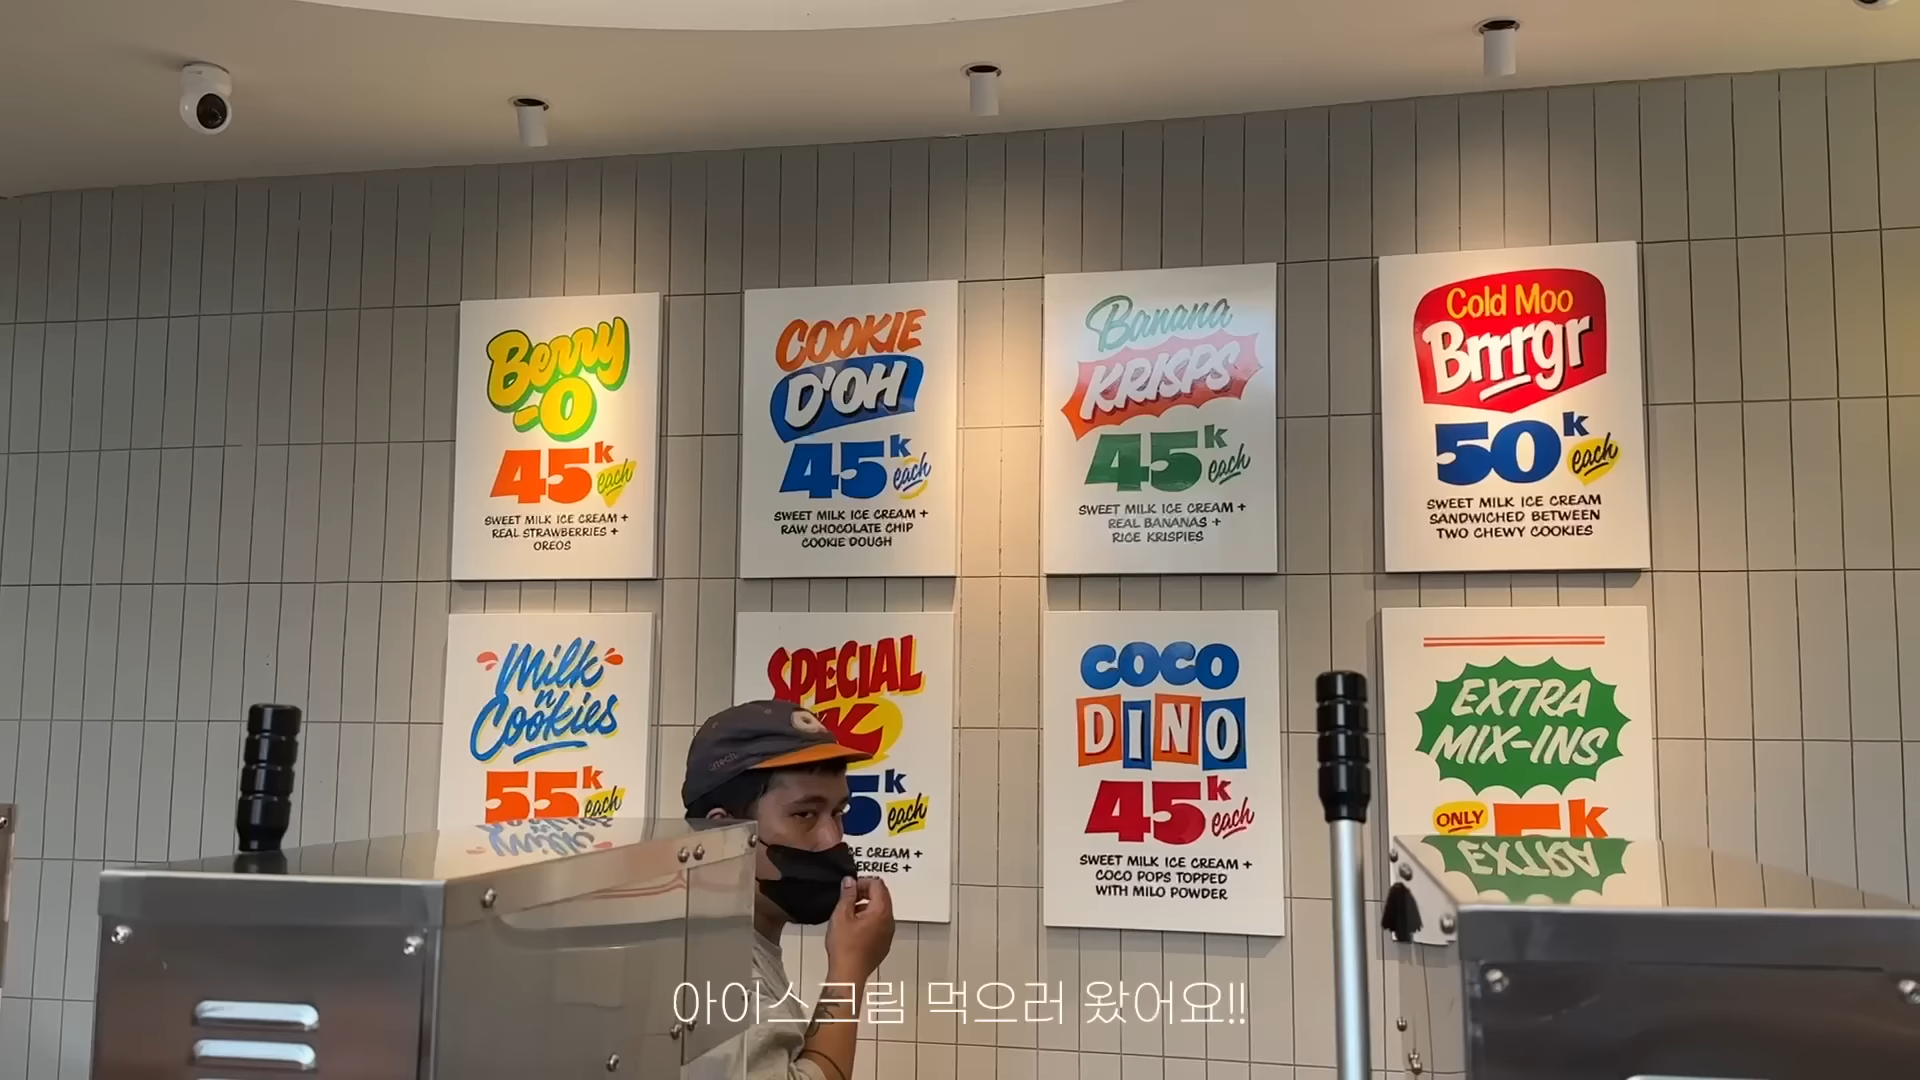 Berry
-O
45k each
SWEET MILK ICE CREAM +
REAL STRAWBERRIES +
OREOS
COOKIE
D'OH
45k each
SWEET MILK ICE CREAM +
RAW CHOCOLATE CHIP
COOKIE DOUGH
Banana
KRISPS
45k each
SWEET MILK ICE CREAM +
REAL BANANAS +
RICE KRISPIES
Cold Moo
Brrrgr
50k each
SWEET MILK ICE CREAM
SANDWICHED BETWEEN
TWO CHEWY COOKIES
Milk
n'
Cookies
55k each
SPECIAL
K
5k each
CE CREAM +
ERRIES +
COCO
DINO
45k each
SWEET MILK ICE CREAM +
COCO POPS TOPPED
WITH MILO POWDER
EXTRA
MIX-INS
ONLY 5k
아이스크림 먹으러 왔어요!!